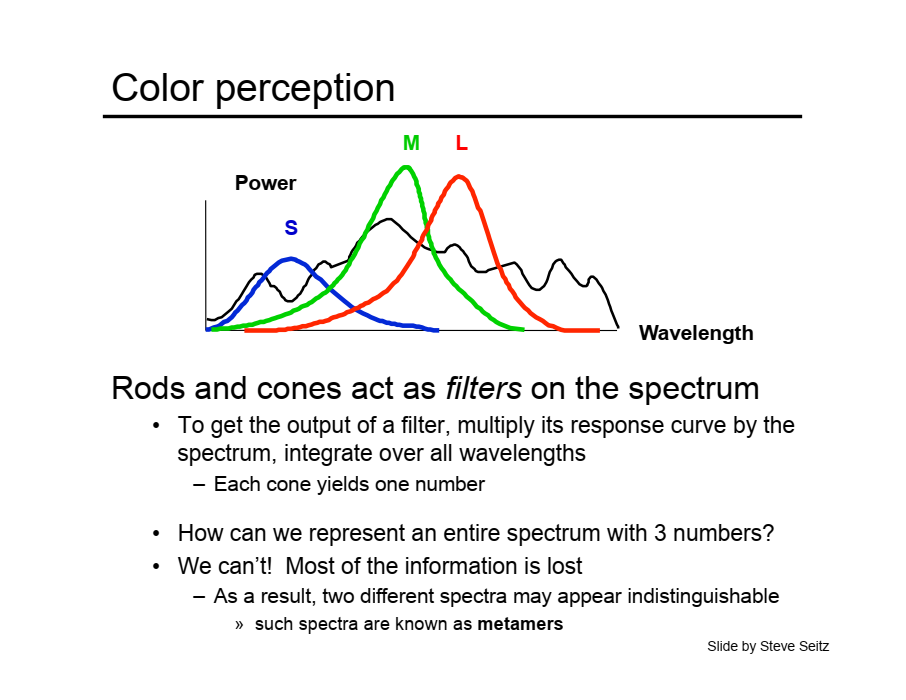 Color perception
M L
Power
S
Wavelength
Rods and cones act as filters on the spectrum
• To get the output of a filter, multiply its response curve by the
spectrum, integrate over all wavelengths
– Each cone yields one number
• How can we represent an entire spectrum with 3 numbers?
• We can’t! Most of the information is lost
– As a result, two different spectra may appear indistinguishable
» such spectra are known as metamers
Slide by Steve Seitz